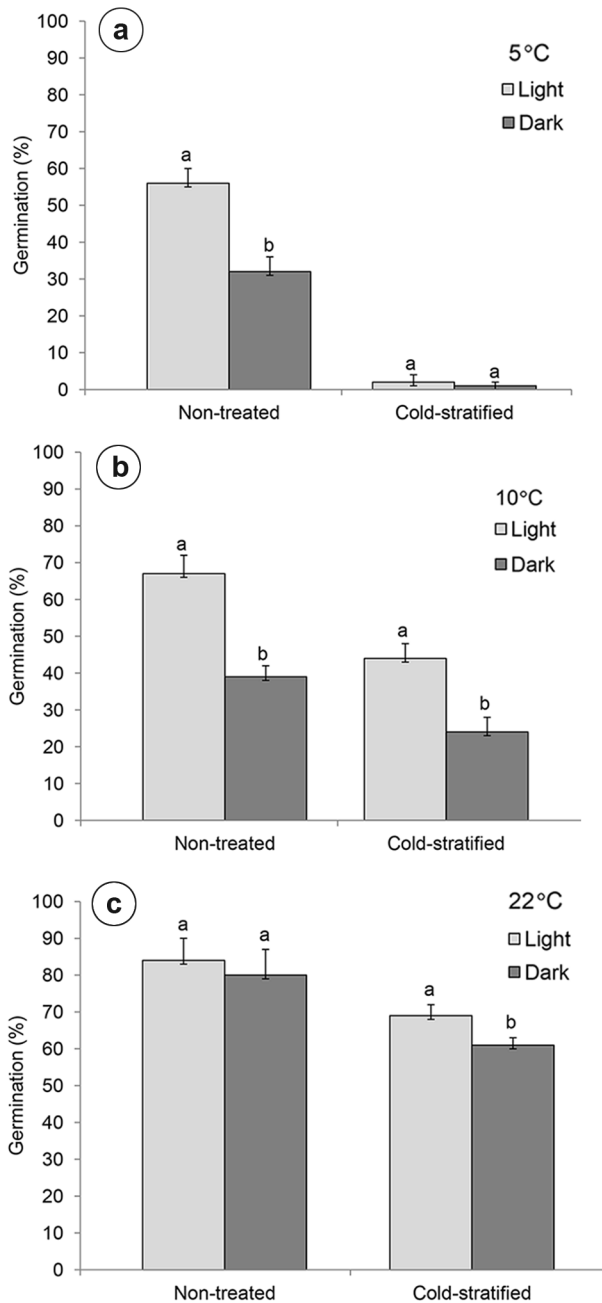 a
5°C
Light
Dark
Germination (%)
100
90
80
70
60
50
40
30
20
10
0
a
b
a
a
Non-treated
Cold-stratified
b
10°C
Light
Dark
Germination (%)
100
90
80
70
60
50
40
30
20
10
0
a
b
a
b
Non-treated
Cold-stratified
c
22°C
Light
Dark
Germination (%)
100
90
80
70
60
50
40
30
20
10
0
a
a
a
b
Non-treated
Cold-stratified